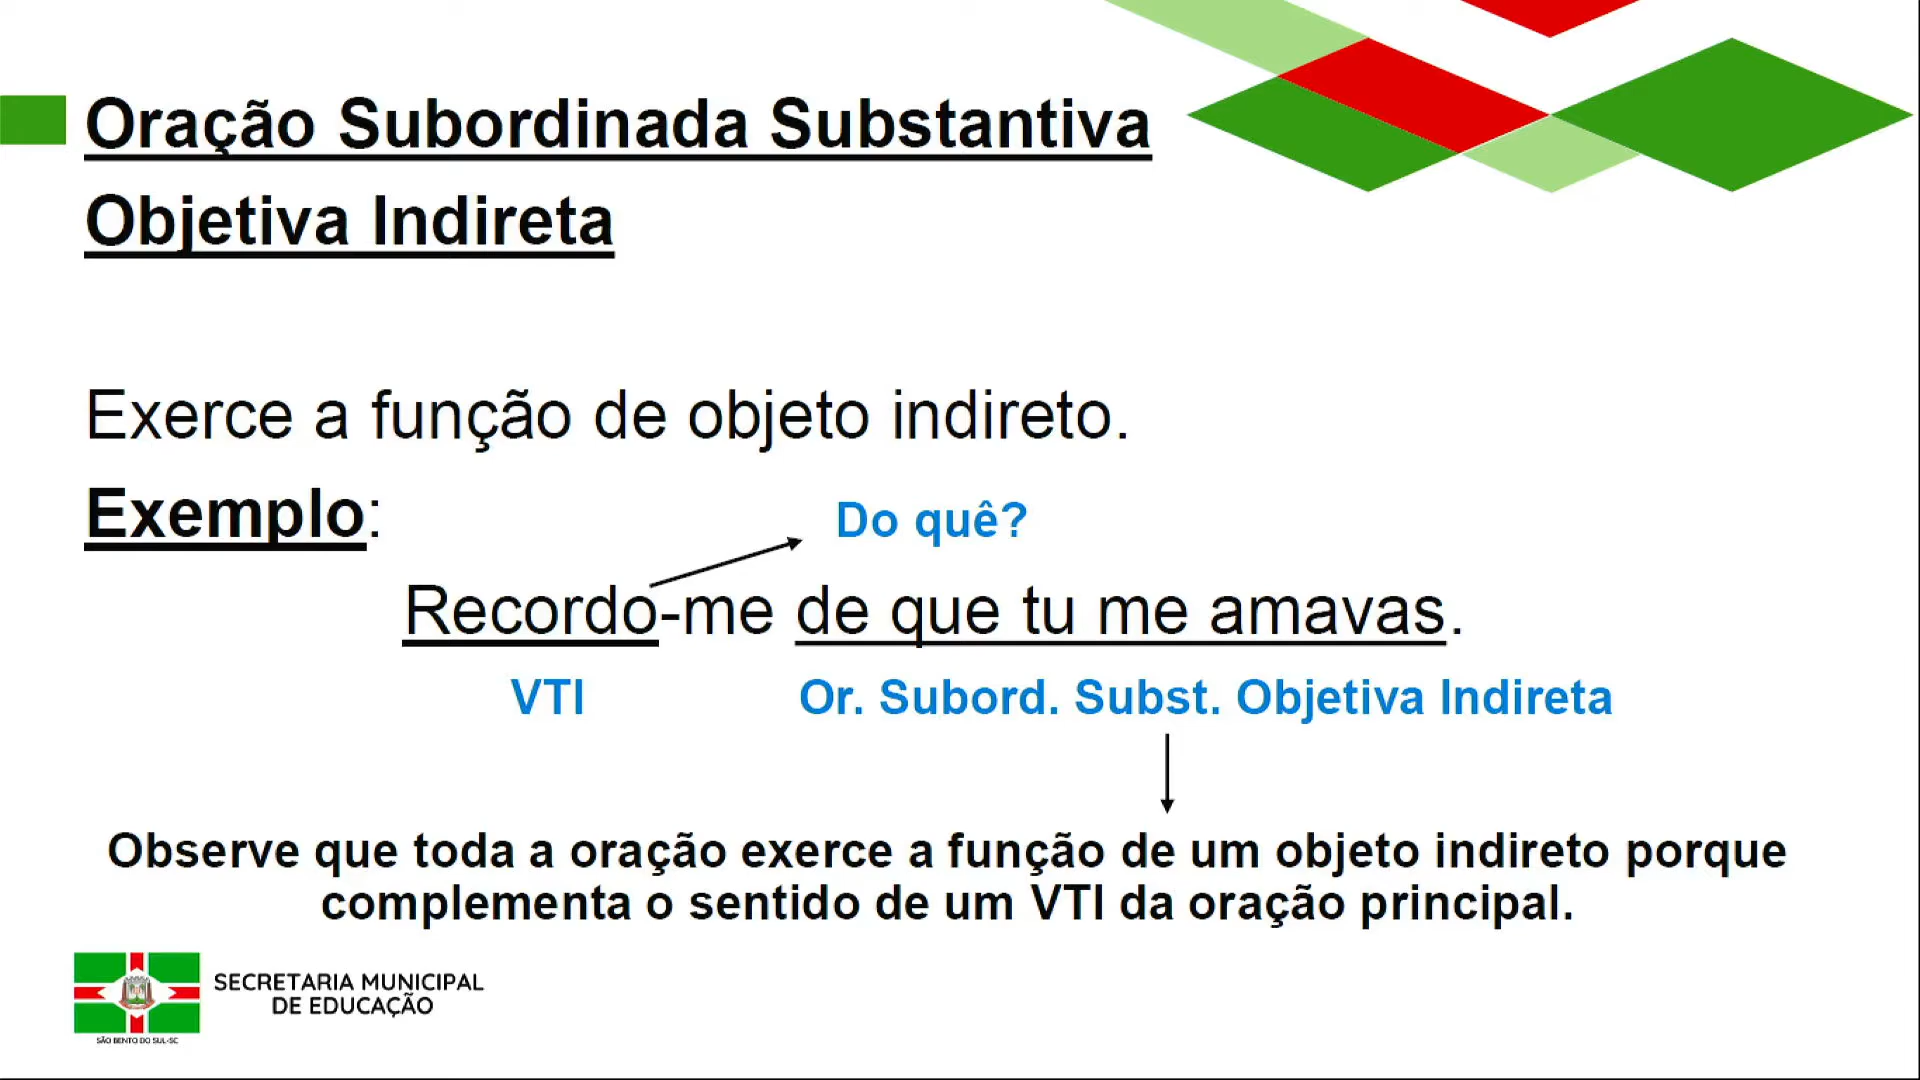 Oração Subordinada Substantiva
Objetiva Indireta
Exerce a função de objeto indireto.
Exemplo:
Do quê?
Recordo-me de que tu me amavas.
VTI
Or. Subord. Subst. Objetiva Indireta
Observe que toda a oração exerce a função de um objeto indireto porque
complementa o sentido de um VTI da oração principal.
SECRETARIA MUNICIPAL
DE EDUCAÇÃO
SÃO BENTO DO SUL-SC